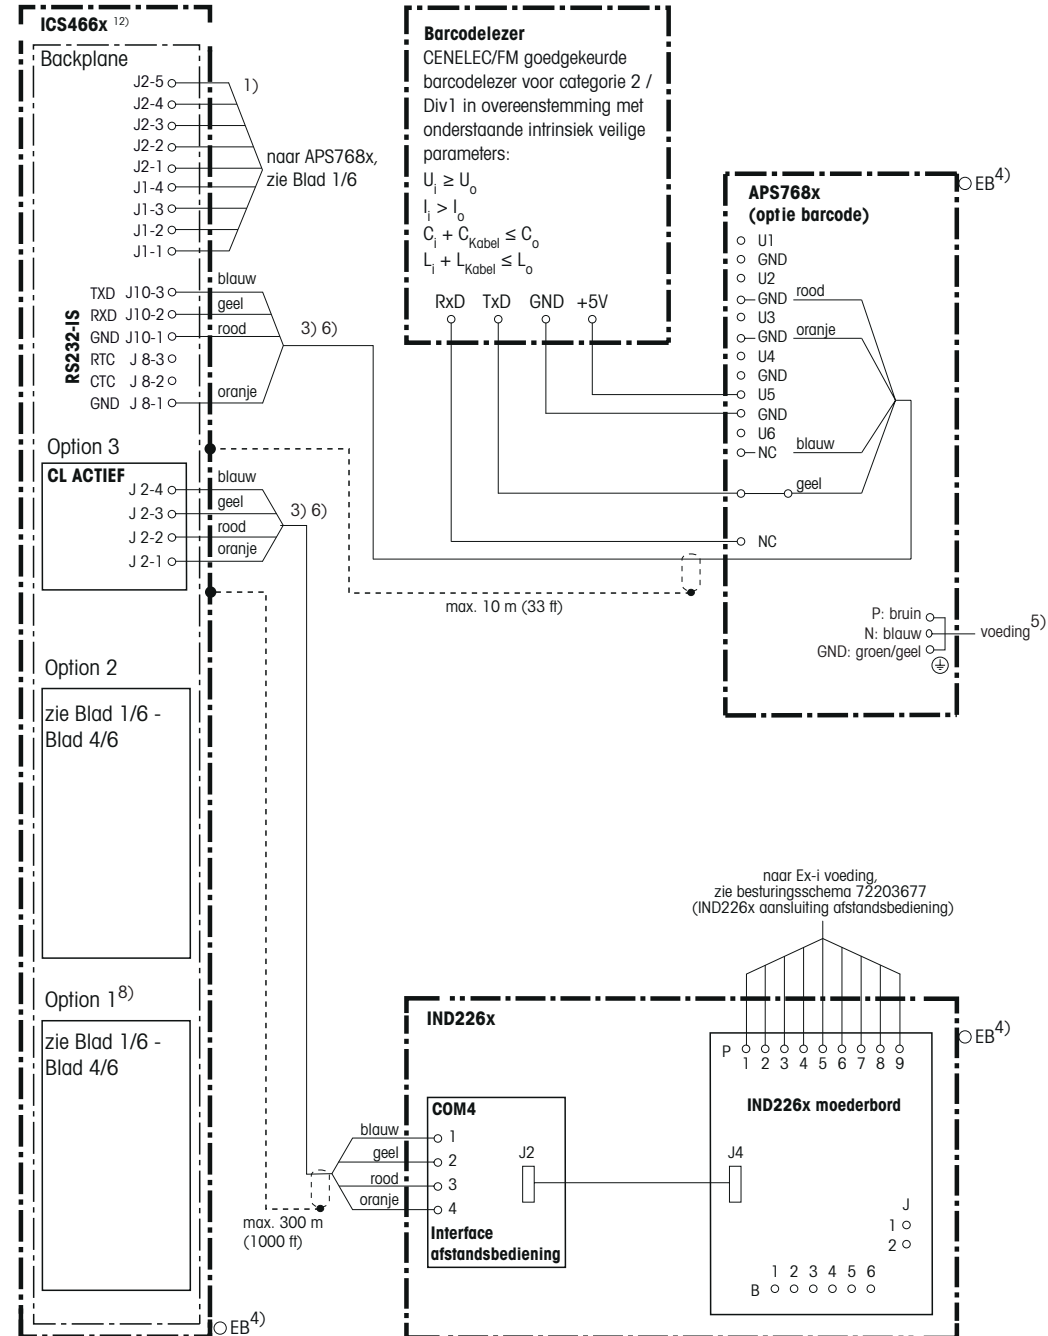 ICS466x 12)
Backplane
J2-5
J2-4
J2-3
J2-2
J2-1
J1-4
J1-3
J1-2
J1-1
1)
naar APS768x,
zie Blad 1/6
RS232-IS
TXD J10-3 blauw
RXD J10-2 geel
GND J10-1 rood
RTC J 8-3
CTC J 8-2
GND J 8-1 oranje
3) 6)
Option 3
CL ACTIEF
J 2-4 blauw
J 2-3 geel
J 2-2 rood
J 2-1 oranje
3) 6)
Option 2
zie Blad 1/6 -
Blad 4/6
Option 1 8)
zie Blad 1/6 -
Blad 4/6
EB 4)
Barcodelezer
CENELEC/FM goedgekeurde
barcodelezer voor categorie 2 /
Div1 in overeenstemming met
onderstaande intrinsiek veilige
parameters:
Ui ≥ Uo
Ii > Io
Ci + CKabel ≤ Co
Li + LKabel ≤ Lo
RxD TxD GND +5V
EB 4)
APS768x
(optie barcode)
U1
GND
U2
GND rood
U3
GND oranje
U4
GND
U5
GND
U6
NC blauw
geel
NC
max. 10 m (33 ft)
P: bruin
N: blauw
GND: groen/geel
voeding 5)
naar Ex-i voeding,
zie besturingsschema 72203677
(IND226x aansluiting afstandsbediening)
IND226x
EB 4)
P
1 2 3 4 5 6 7 8 9
IND226x moederbord
COM4
blauw 1
geel 2
rood 3
oranje 4
J2
J4
Interface
afstandsbediening
J
1
2
1 2 3 4 5 6
B
max. 300 m
(1000 ft)